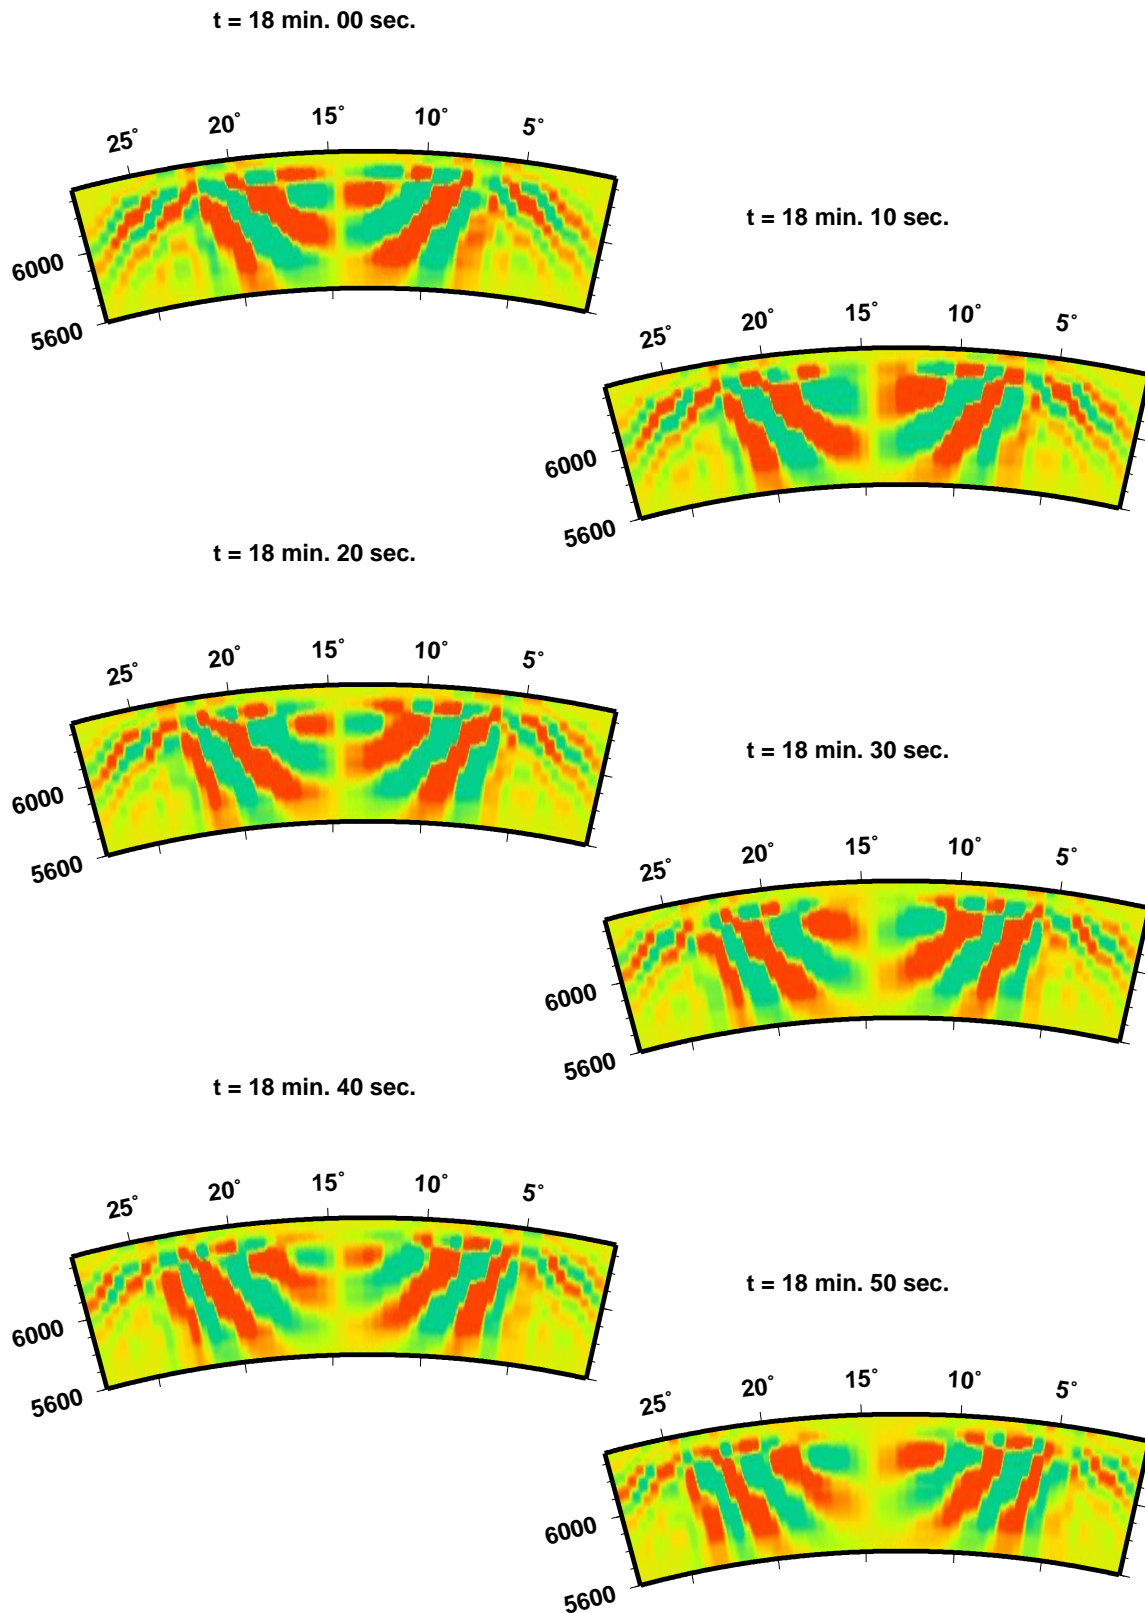 t = 18 min. 00 sec.
25° 20° 15° 10° 5°
6000
5600
t = 18 min. 10 sec.
25° 20° 15° 10° 5°
6000
5600
t = 18 min. 20 sec.
25° 20° 15° 10° 5°
6000
5600
t = 18 min. 30 sec.
25° 20° 15° 10° 5°
6000
5600
t = 18 min. 40 sec.
25° 20° 15° 10° 5°
6000
5600
t = 18 min. 50 sec.
25° 20° 15° 10° 5°
6000
5600